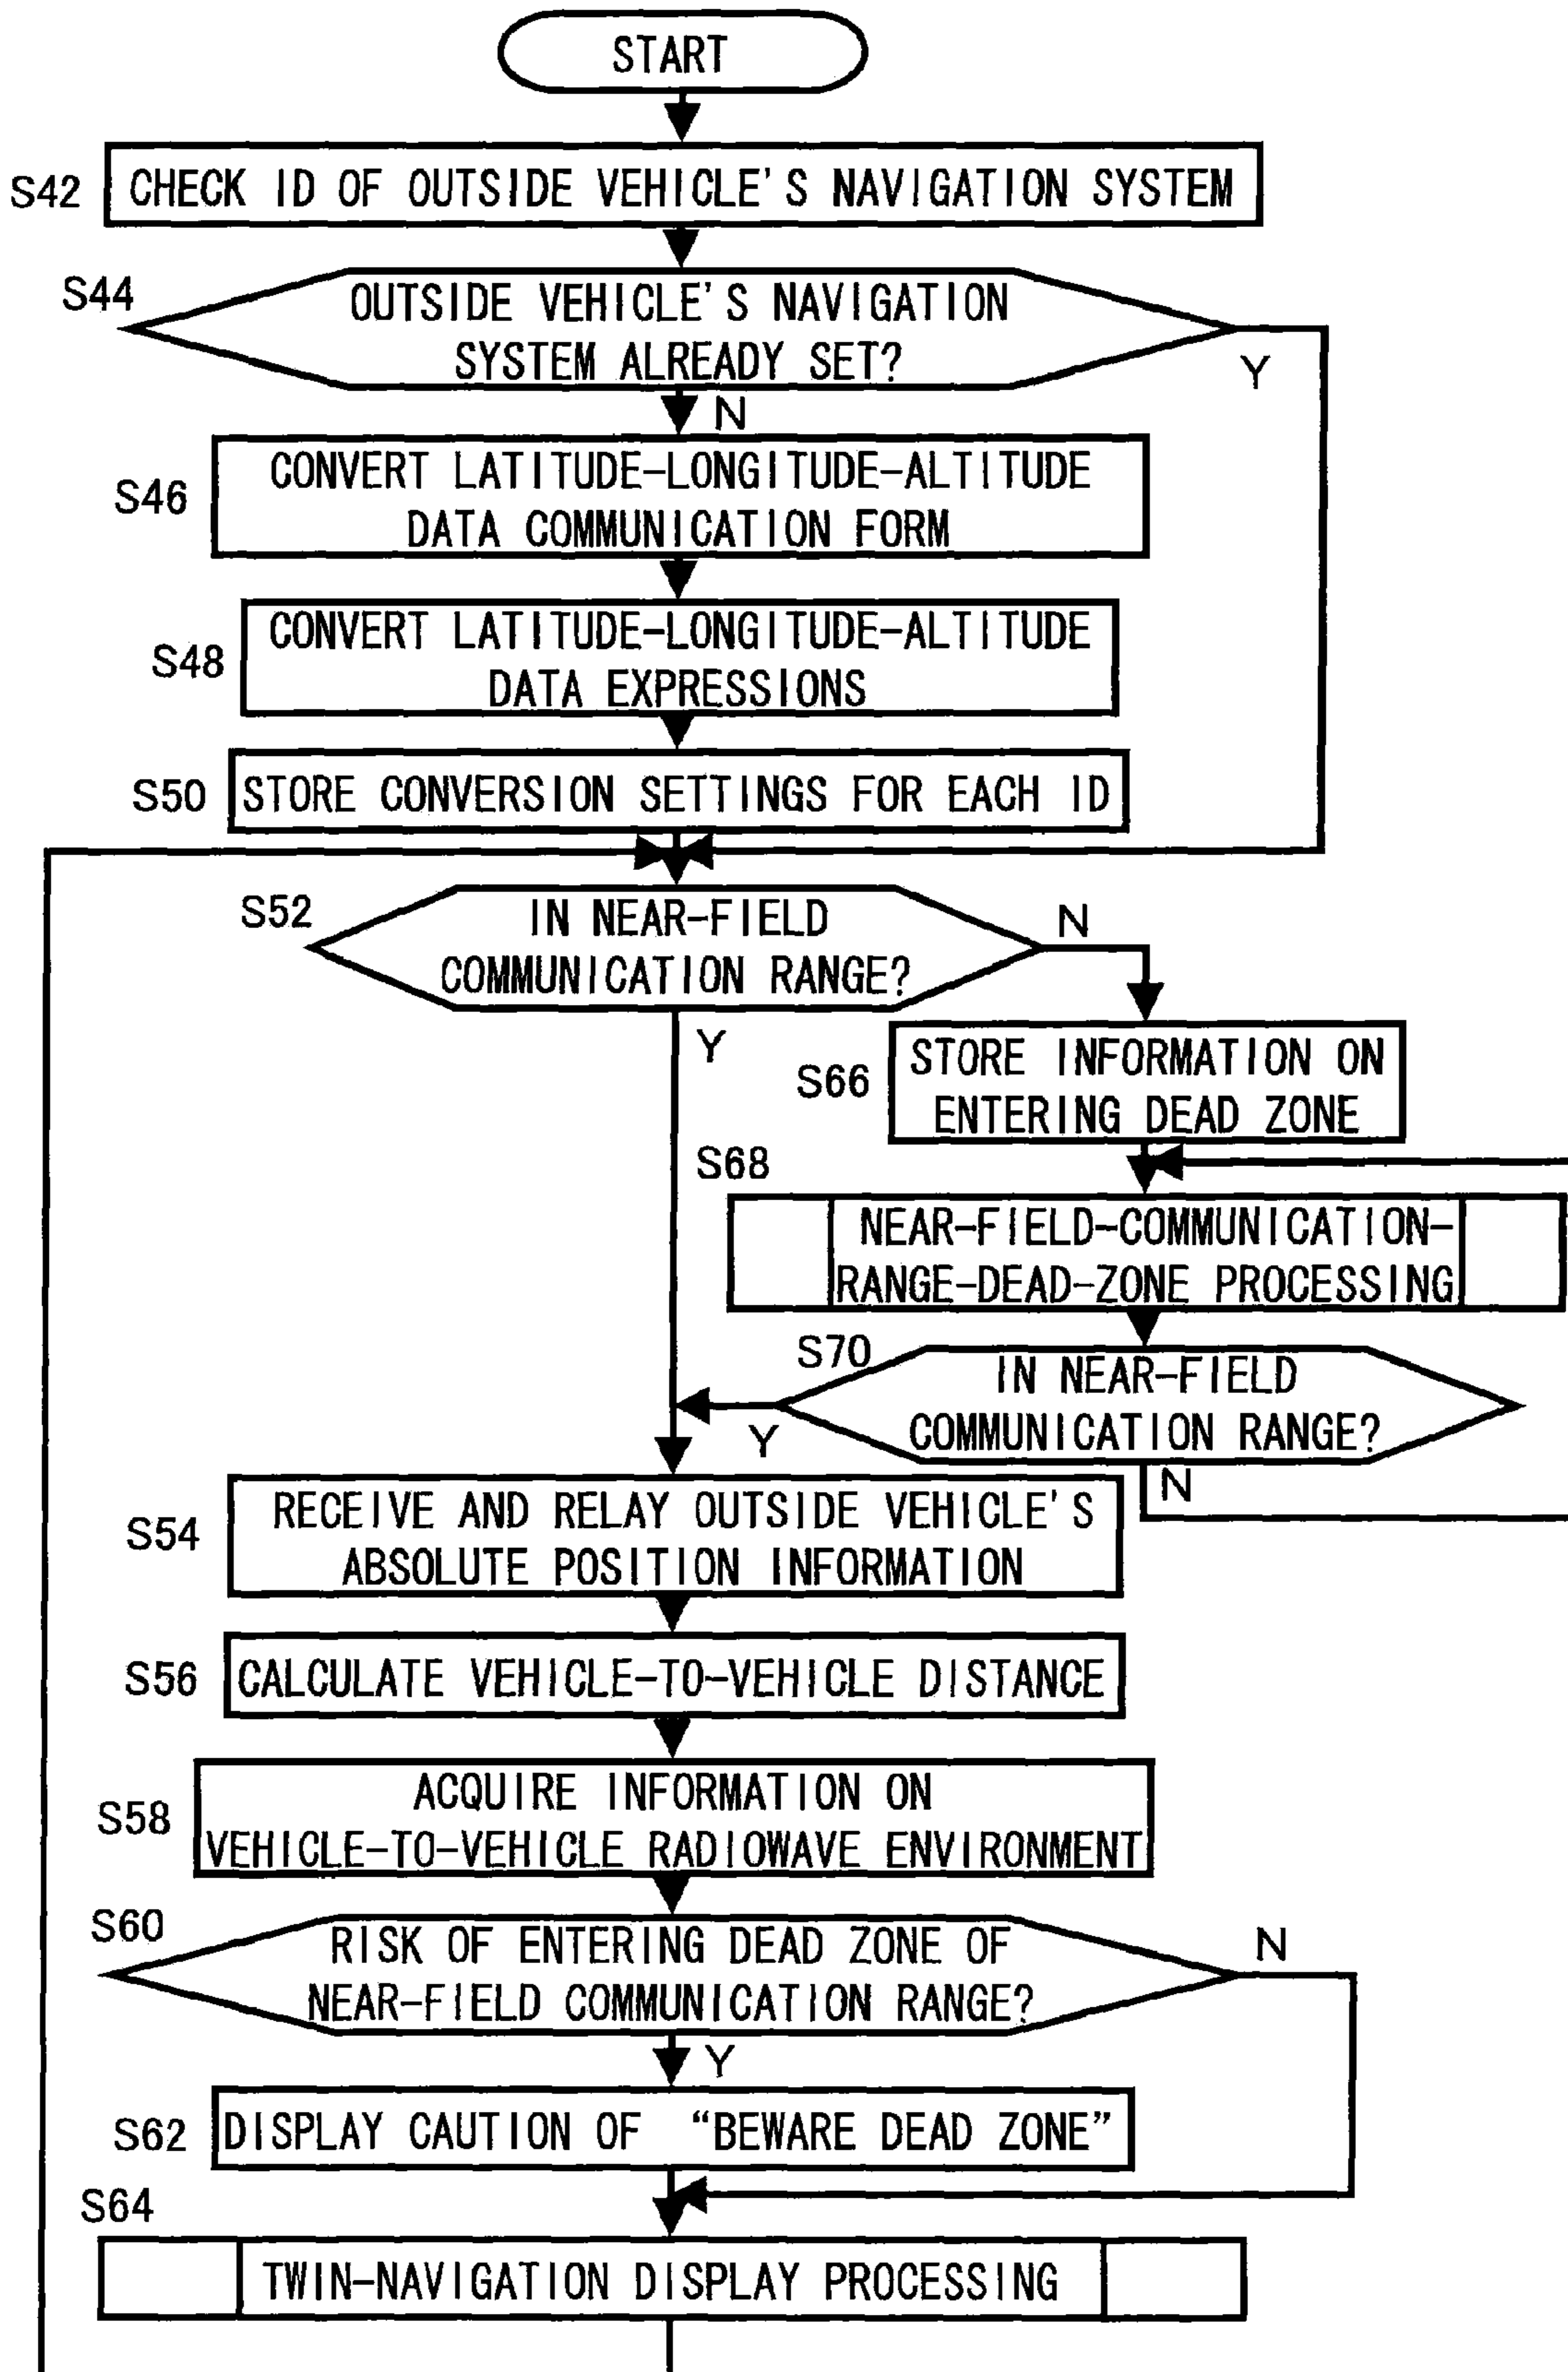 START
S42
CHECK ID OF OUTSIDE VEHICLE'S NAVIGATION SYSTEM
S44
OUTSIDE VEHICLE'S NAVIGATION
SYSTEM ALREADY SET?
Y
N
S46
CONVERT LATITUDE-LONGITUDE-ALTITUDE
DATA COMMUNICATION FORM
S48
CONVERT LATITUDE-LONGITUDE-ALTITUDE
DATA EXPRESSIONS
S50
STORE CONVERSION SETTINGS FOR EACH ID
S52
IN NEAR-FIELD
COMMUNICATION RANGE?
N
Y
S66
STORE INFORMATION ON
ENTERING DEAD ZONE
S68
NEAR-FIELD-COMMUNICATION-
RANGE-DEAD-ZONE PROCESSING
S70
IN NEAR-FIELD
COMMUNICATION RANGE?
Y
N
S54
RECEIVE AND RELAY OUTSIDE VEHICLE'S
ABSOLUTE POSITION INFORMATION
S56
CALCULATE VEHICLE-TO-VEHICLE DISTANCE
S58
ACQUIRE INFORMATION ON
VEHICLE-TO-VEHICLE RADIOWAVE ENVIRONMENT
S60
RISK OF ENTERING DEAD ZONE OF
NEAR-FIELD COMMUNICATION RANGE?
N
Y
S62
DISPLAY CAUTION OF “BEWARE DEAD ZONE”
S64
TWIN-NAVIGATION DISPLAY PROCESSING